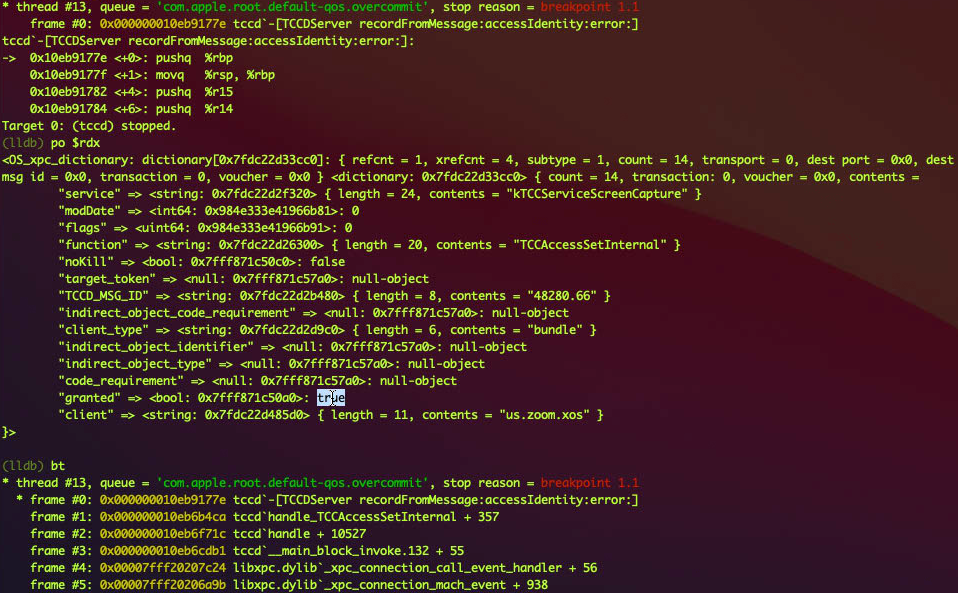 * thread #13, queue = 'com.apple.root.default-qos.overcommit', stop reason = breakpoint 1.1
frame #0: 0x000000010eb9177e tccd`-[TCCDServer recordFromMessage:accessIdentity:error:]
tccd`-[TCCDServer recordFromMessage:accessIdentity:error:]:
-> 0x10eb9177e <+0>: pushq %rbp
0x10eb9177f <+1>: movq %rsp, %rbp
0x10eb91782 <+4>: pushq %r15
0x10eb91784 <+6>: pushq %r14
Target 0: (tccd) stopped.
(lldb) po $rdx
<OS_xpc_dictionary: dictionary[0x7fdc22d33cc0]: { refcnt = 1, xrefcnt = 4, subtype = 1, count = 14, transport = 0, dest port = 0x0, dest
msg id = 0x0, transaction = 0, voucher = 0x0 } <dictionary: 0x7fdc22d33cc0> { count = 14, transaction: 0, voucher = 0x0, contents =
"service" => <string: 0x7fdc22d2f320> { length = 24, contents = "kTCCServiceScreenCapture" }
"modDate" => <int64: 0x984e333e41966b81>: 0
"flags" => <uint64: 0x984e333e41966b91>: 0
"function" => <string: 0x7fdc22d26300> { length = 20, contents = "TCCAccessSetInternal" }
"noKill" => <bool: 0x7fff871c50c0>: false
"target_token" => <null: 0x7fff871c57a0>: null-object
"TCCD_MSG_ID" => <string: 0x7fdc22d2b480> { length = 8, contents = "48280.66" }
"indirect_object_code_requirement" => <null: 0x7fff871c57a0>: null-object
"client_type" => <string: 0x7fdc22d2d9c0> { length = 6, contents = "bundle" }
"indirect_object_identifier" => <null: 0x7fff871c57a0>: null-object
"indirect_object_type" => <null: 0x7fff871c57a0>: null-object
"code_requirement" => <null: 0x7fff871c57a0>: null-object
"granted" => <bool: 0x7fff871c50a0>: true
"client" => <string: 0x7fdc22d485d0> { length = 11, contents = "us.zoom.xos" }
}>
(lldb) bt
* thread #13, queue = 'com.apple.root.default-qos.overcommit', stop reason = breakpoint 1.1
* frame #0: 0x000000010eb9177e tccd`-[TCCDServer recordFromMessage:accessIdentity:error:]
frame #1: 0x000000010eb6b4ca tccd`handle_TCCAccessSetInternal + 357
frame #2: 0x000000010eb6f71c tccd`handle + 10527
frame #3: 0x000000010eb6cdb1 tccd`__main_block_invoke.132 + 55
frame #4: 0x00007fff20207c24 libxpc.dylib`_xpc_connection_call_event_handler + 56
frame #5: 0x00007fff20206a9b libxpc.dylib`_xpc_connection_mach_event + 938